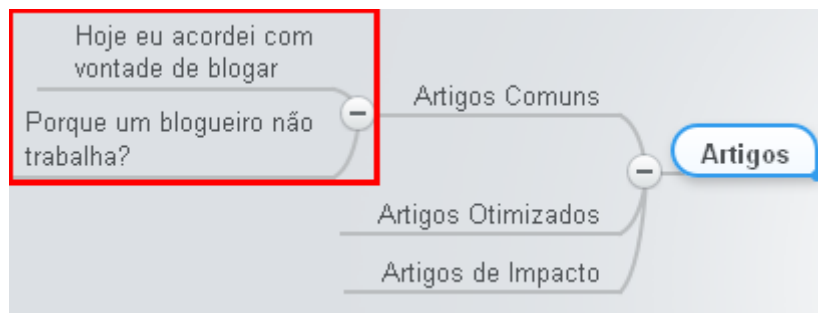 Hoje eu acordei com
vontade de blogar
Porque um blogueiro não
trabalha?
Artigos Comuns
Artigos
Artigos Otimizados
Artigos de Impacto